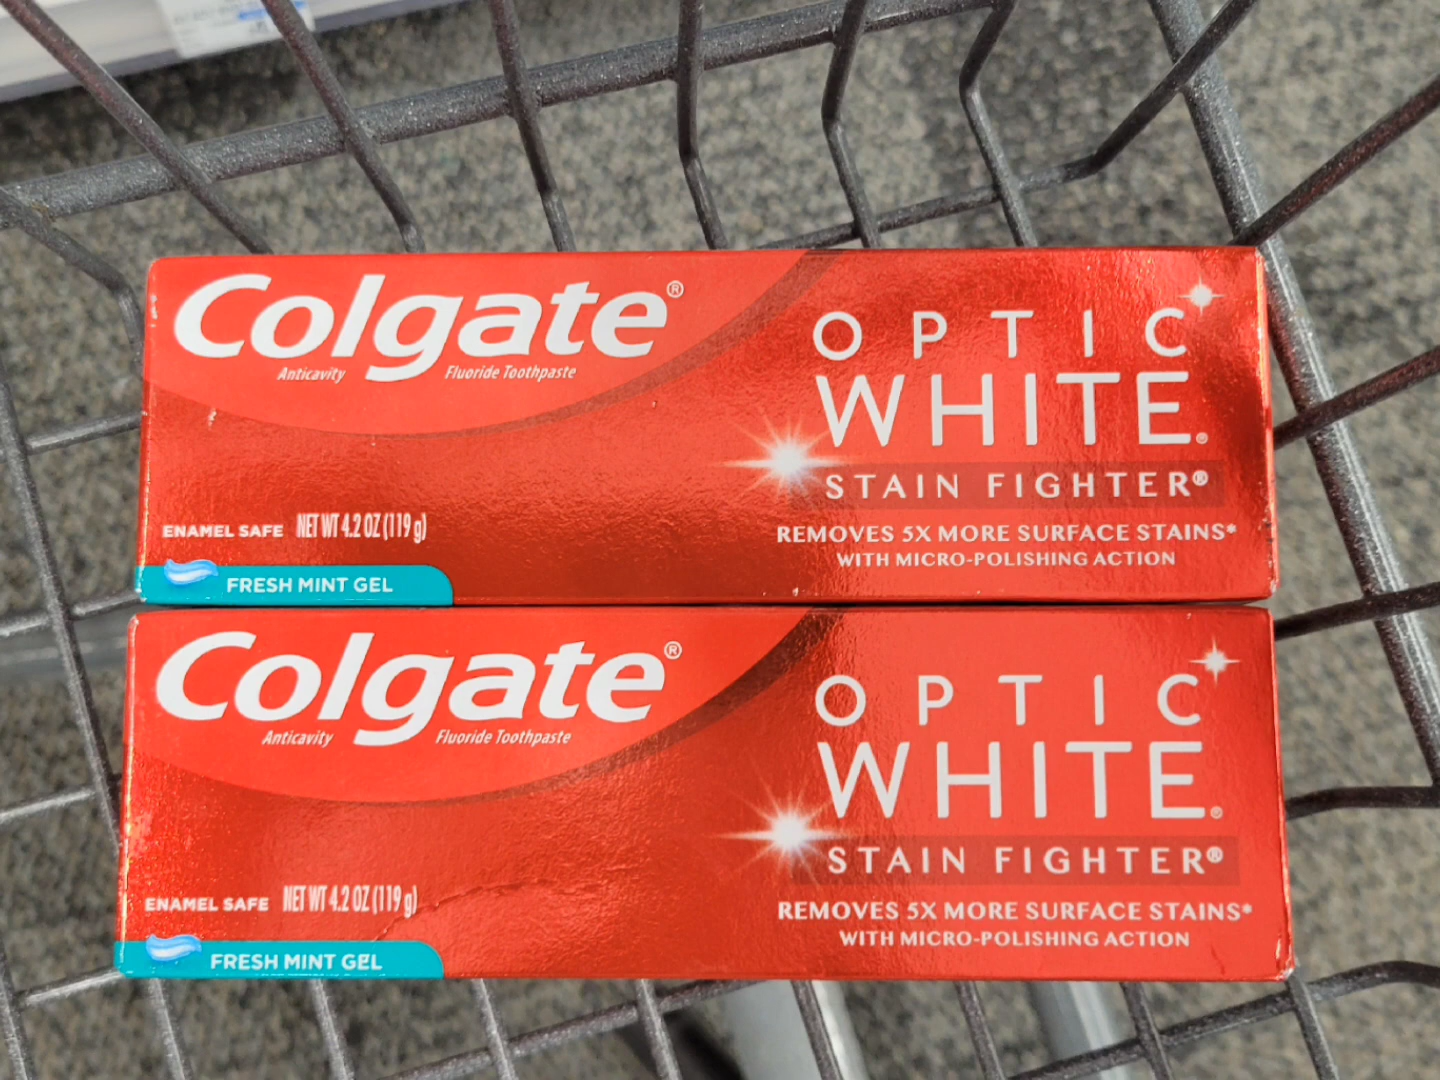 Colgate®
Anticavity Fluoride Toothpaste
OPTIC
WHITE®
STAIN FIGHTER®
REMOVES 5X MORE SURFACE STAINS*
WITH MICRO-POLISHING ACTION
ENAMEL SAFE NET WT 4.2 OZ (119 g)
FRESH MINT GEL
Colgate®
Anticavity Fluoride Toothpaste
OPTIC
WHITE®
STAIN FIGHTER®
REMOVES 5X MORE SURFACE STAINS*
WITH MICRO-POLISHING ACTION
ENAMEL SAFE NET WT 4.2 OZ (119 g)
FRESH MINT GEL